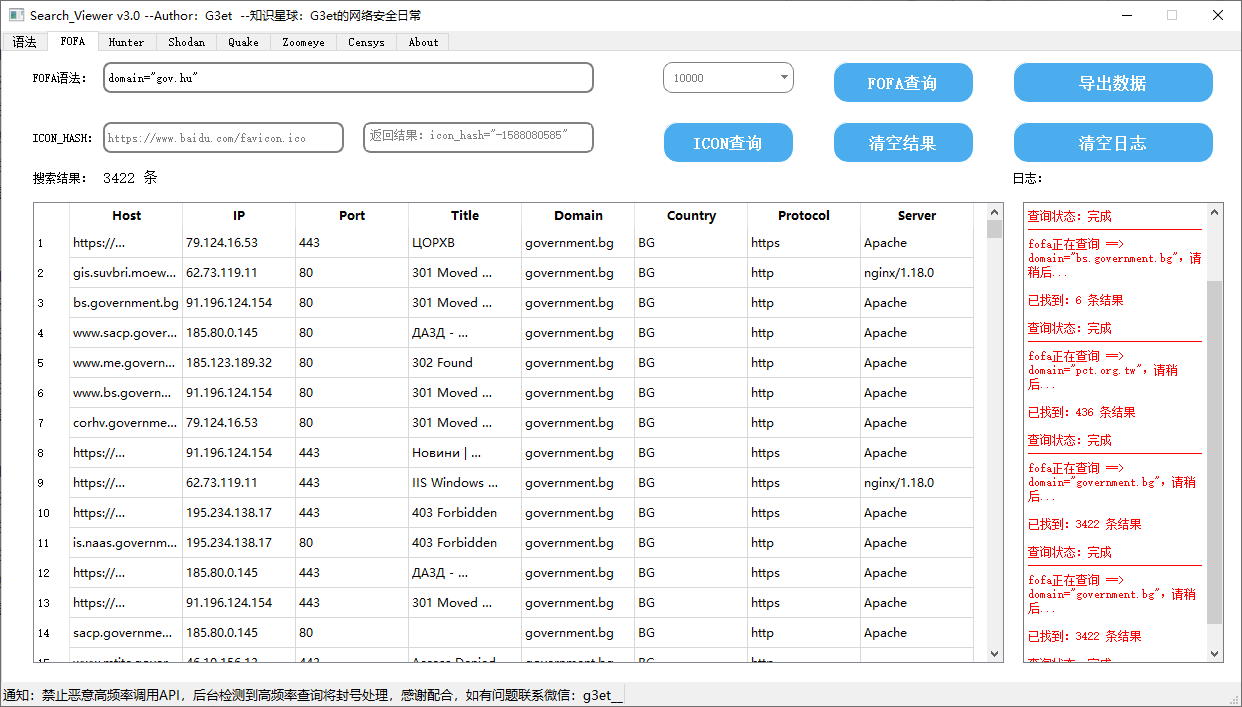 Search_Viewer v3.0 --Author：G3et --知识星球：G3et的网络安全日常
语法 FOFA Hunter Shodan Quake Zoomeye Censys About
FOFA语法： domain="gov.hu" 10000 FOFA查询 导出数据
ICON_HASH: https://www.baidu.com/favicon.ico 返回结果：icon_hash="-1588080585" ICON查询 清空结果 清空日志
搜索结果： 3422 条 日志：
Host IP Port Title Domain Country Protocol Server
1 https://... 79.124.16.53 443 ЦОРХВ government.bg BG https Apache
2 gis.suvbri.moew... 62.73.119.11 80 301 Moved ... government.bg BG http nginx/1.18.0
3 bs.government.bg 91.196.124.154 80 301 Moved ... government.bg BG http Apache
4 www.sacp.gover... 185.80.0.145 80 ДАЗД - ... government.bg BG http Apache
5 www.me.govern... 185.123.189.32 80 302 Found government.bg BG http Apache
6 www.bs.govern... 91.196.124.154 80 301 Moved ... government.bg BG http Apache
7 corhv.governme... 79.124.16.53 80 301 Moved ... government.bg BG http Apache
8 https://... 91.196.124.154 443 Новини | ... government.bg BG https Apache
9 https://... 62.73.119.11 443 IIS Windows ... government.bg BG https nginx/1.18.0
10 https://... 195.234.138.17 443 403 Forbidden government.bg BG https Apache
11 is.naas.governm... 195.234.138.17 80 403 Forbidden government.bg BG http Apache
12 https://... 185.80.0.145 443 ДАЗД - ... government.bg BG https Apache
13 https://... 91.196.124.154 443 301 Moved ... government.bg BG https Apache
14 sacp.governme... 185.80.0.145 80 government.bg BG http Apache
查询状态：完成
fofa正在查询 ==>
domain="bs.government.bg"，请
稍后...
已找到：6 条结果
查询状态：完成
fofa正在查询 ==>
domain="pct.org.tw"，请稍
后...
已找到：436 条结果
查询状态：完成
fofa正在查询 ==>
domain="government.bg"，请稍
后...
已找到：3422 条结果
查询状态：完成
fofa正在查询 ==>
domain="government.bg"，请稍
后...
已找到：3422 条结果
通知：禁止恶意高频率调用API，后台检测到高频率查询将封号处理，感谢配合，如有问题联系微信：g3et__